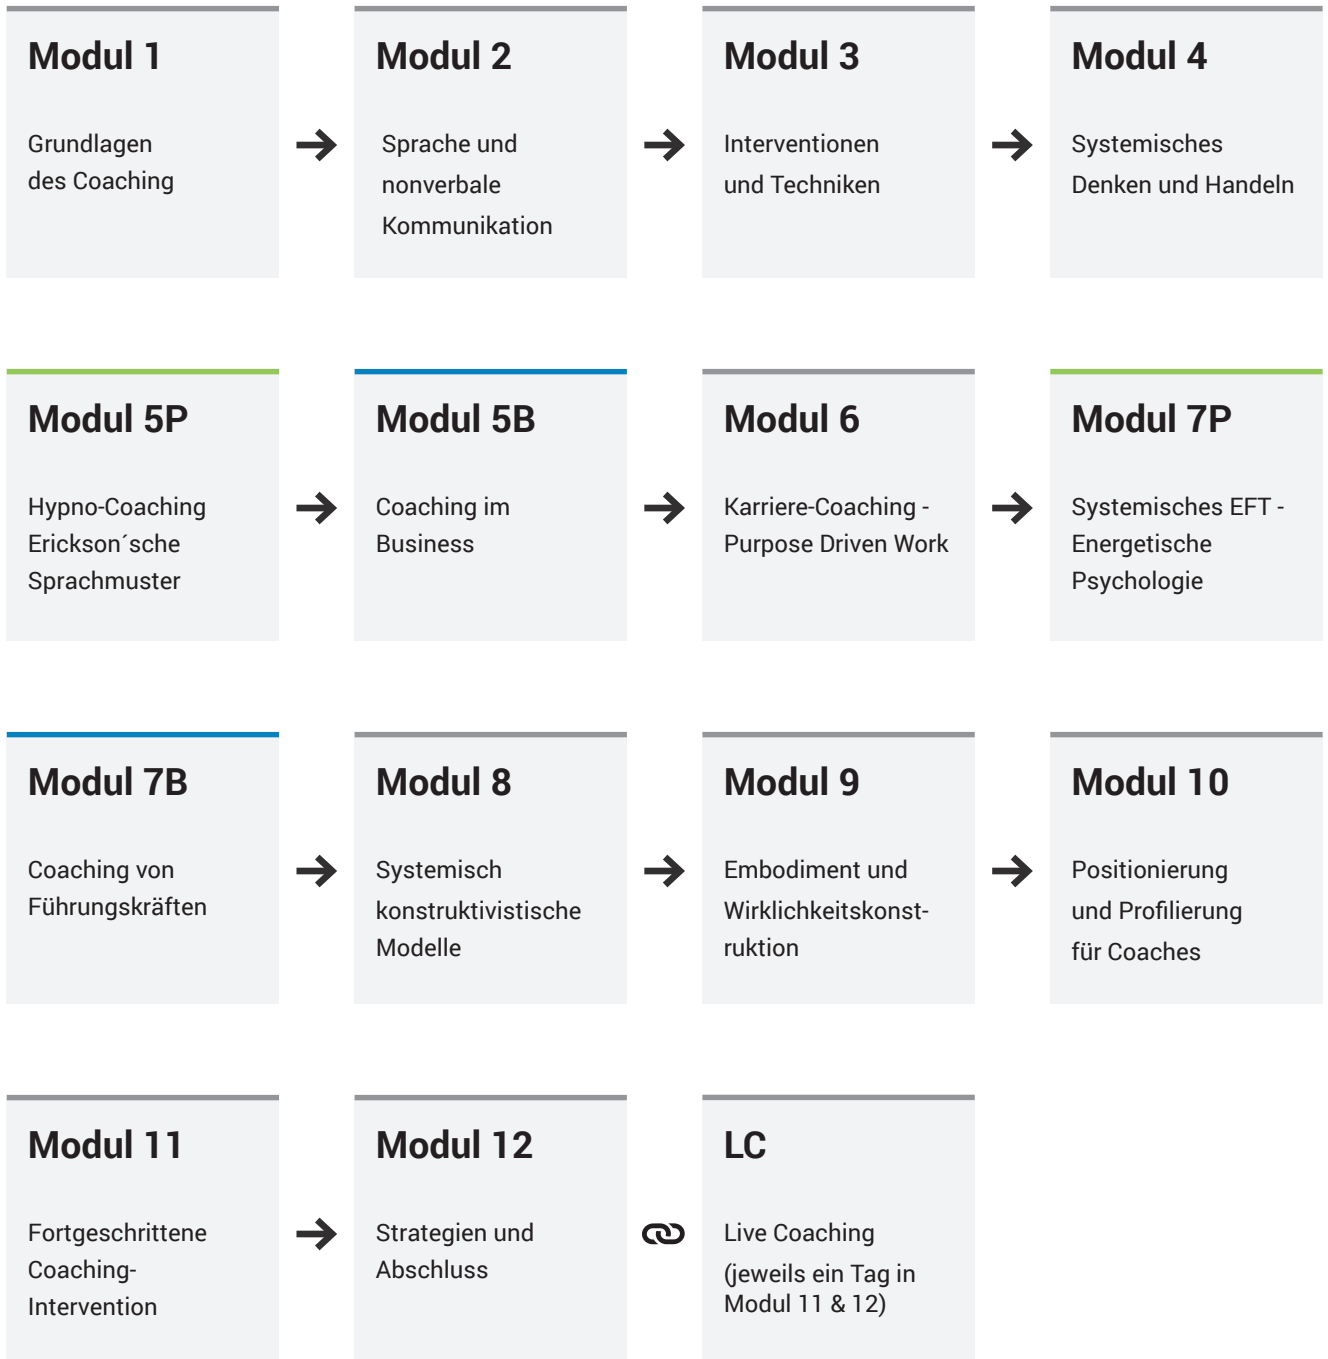 Modul 1
Grundlagen
des Coaching
Modul 2
Sprache und
nonverbale
Kommunikation
Modul 3
Interventionen
und Techniken
Modul 4
Systemisches
Denken und Handeln
Modul 5P
Hypno-Coaching
Erickson´sche
Sprachmuster
Modul 5B
Coaching im
Business
Modul 6
Karriere-Coaching -
Purpose Driven Work
Modul 7P
Systemisches EFT -
Energetische
Psychologie
Modul 7B
Coaching von
Führungskräften
Modul 8
Systemisch
konstruktivistische
Modelle
Modul 9
Embodiment und
Wirklichkeitskonst-
ruktion
Modul 10
Positionierung
und Profilierung
für Coaches
Modul 11
Fortgeschrittene
Coaching-
Intervention
Modul 12
Strategien und
Abschluss
LC
Live Coaching
(jeweils ein Tag in
Modul 11 & 12)